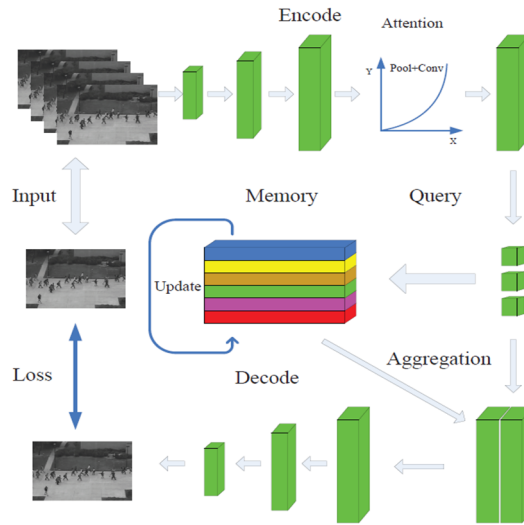 Encode
Attention
Y
Pool+Conv
X
Input
Memory
Query
Update
Aggregation
Loss
Decode